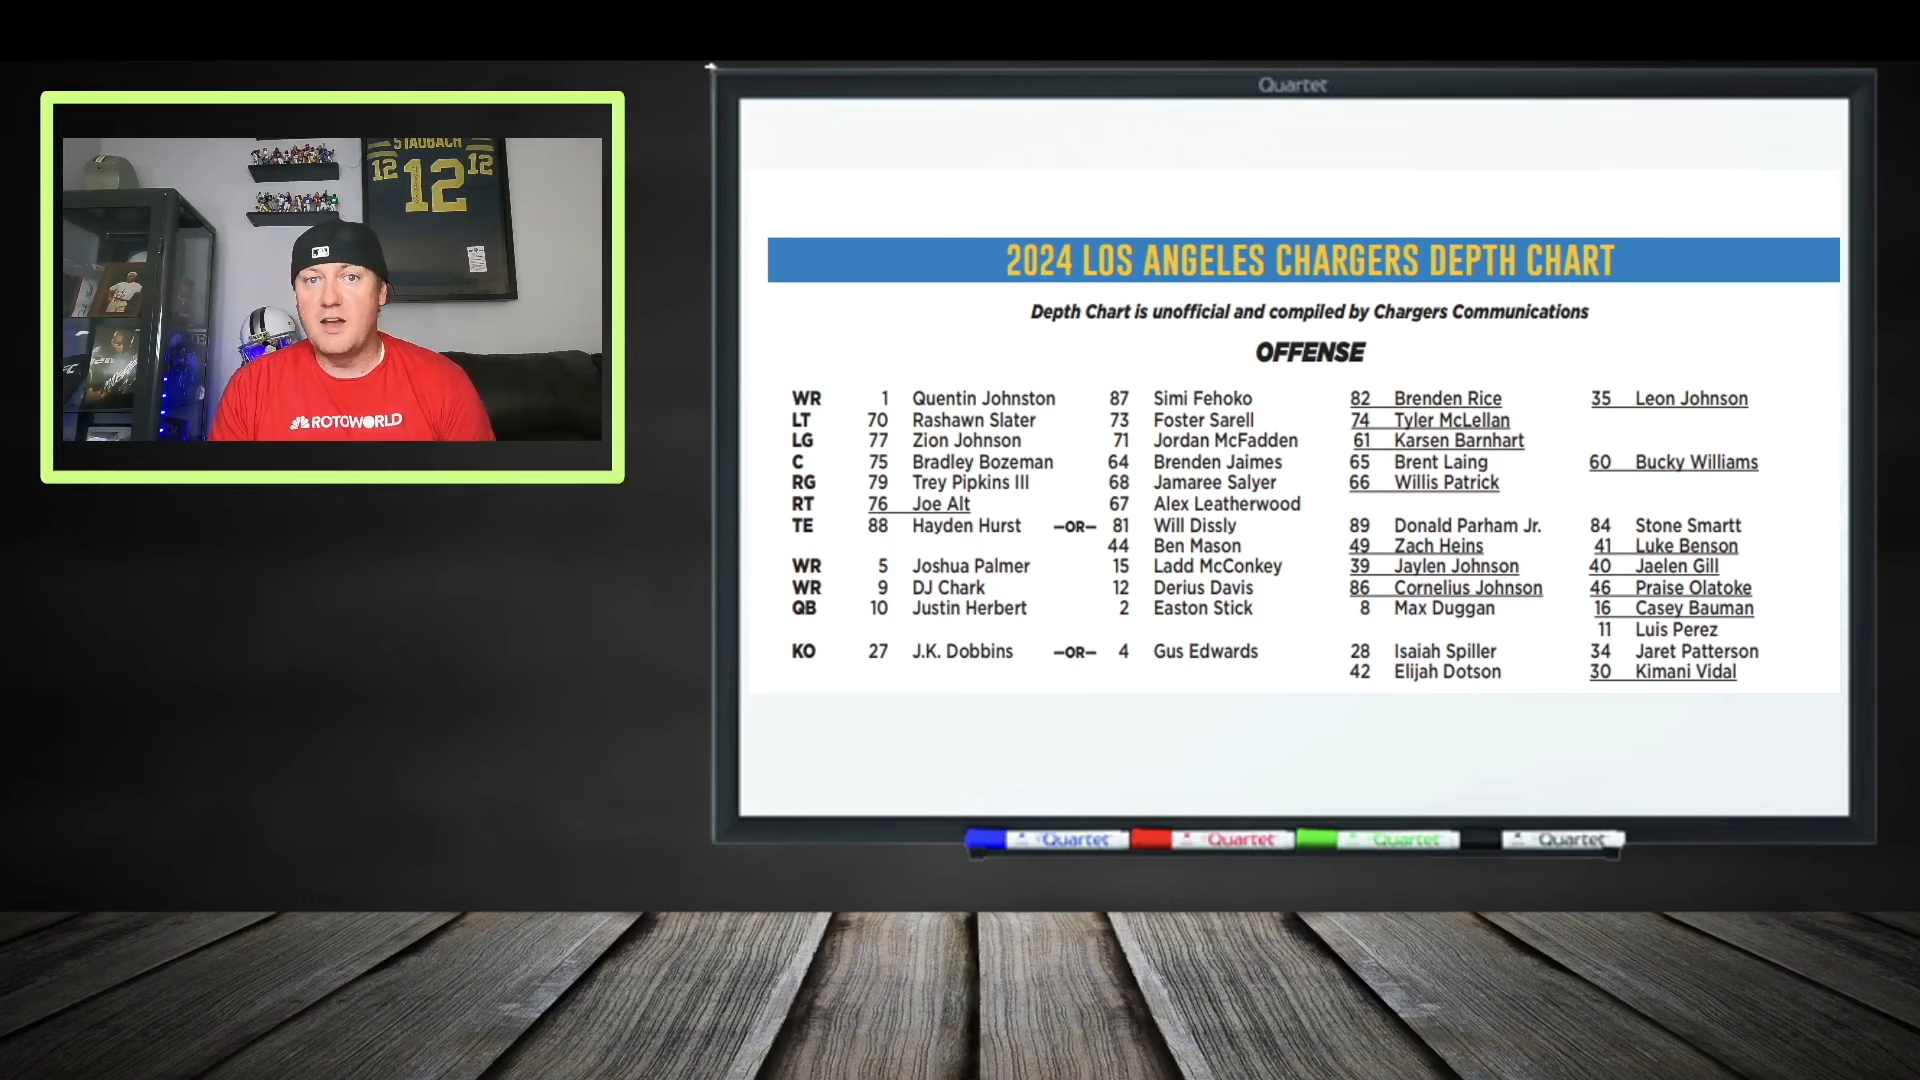 Quartet
STAUBACH
12 12 12
ROTOWORLD
2024 LOS ANGELES CHARGERS DEPTH CHART
Depth Chart is unofficial and compiled by Chargers Communications
OFFENSE
WR 1 Quentin Johnston 87 Simi Fehoko 82 Brenden Rice 35 Leon Johnson
LT 70 Rashawn Slater 73 Foster Sarell 74 Tyler McLellan
LG 77 Zion Johnson 71 Jordan McFadden 61 Karsen Barnhart
C 75 Bradley Bozeman 64 Brenden Jaimes 65 Brent Laing 60 Bucky Williams
RG 79 Trey Pipkins III 68 Jamaree Salyer 66 Willis Patrick
RT 76 Joe Alt 67 Alex Leatherwood
TE 88 Hayden Hurst —OR— 81 Will Dissly 89 Donald Parham Jr. 84 Stone Smartt
44 Ben Mason 49 Zach Heins 41 Luke Benson
WR 5 Joshua Palmer 15 Ladd McConkey 39 Jaylen Johnson 40 Jaelen Gill
WR 9 DJ Chark 12 Derius Davis 86 Cornelius Johnson 46 Praise Olatoke
QB 10 Justin Herbert 2 Easton Stick 8 Max Duggan 16 Casey Bauman
11 Luis Perez
KO 27 J.K. Dobbins —OR— 4 Gus Edwards 28 Isaiah Spiller 34 Jaret Patterson
42 Elijah Dotson 30 Kimani Vidal
Quartet Quartet Quartet Quartet